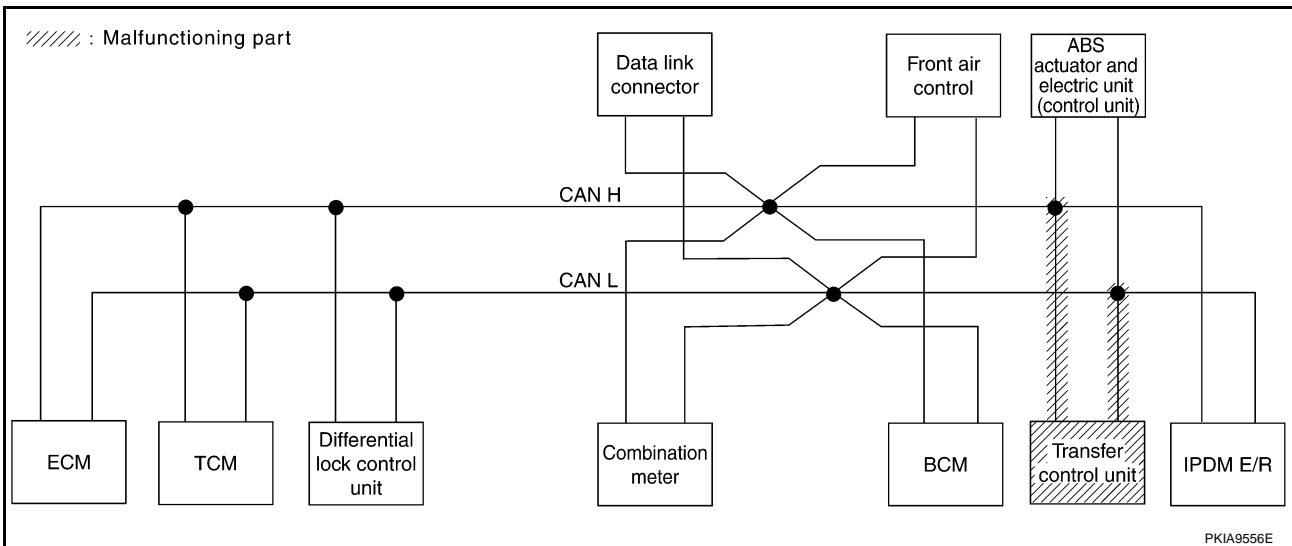 : Malfunctioning part
Data link
connector
Front air
control
ABS
actuator and
electric unit
(control unit)
CAN H
CAN L
ECM
TCM
Differential
lock control
unit
Combination
meter
BCM
Transfer
control unit
IPDM E/R
PKIA9556E